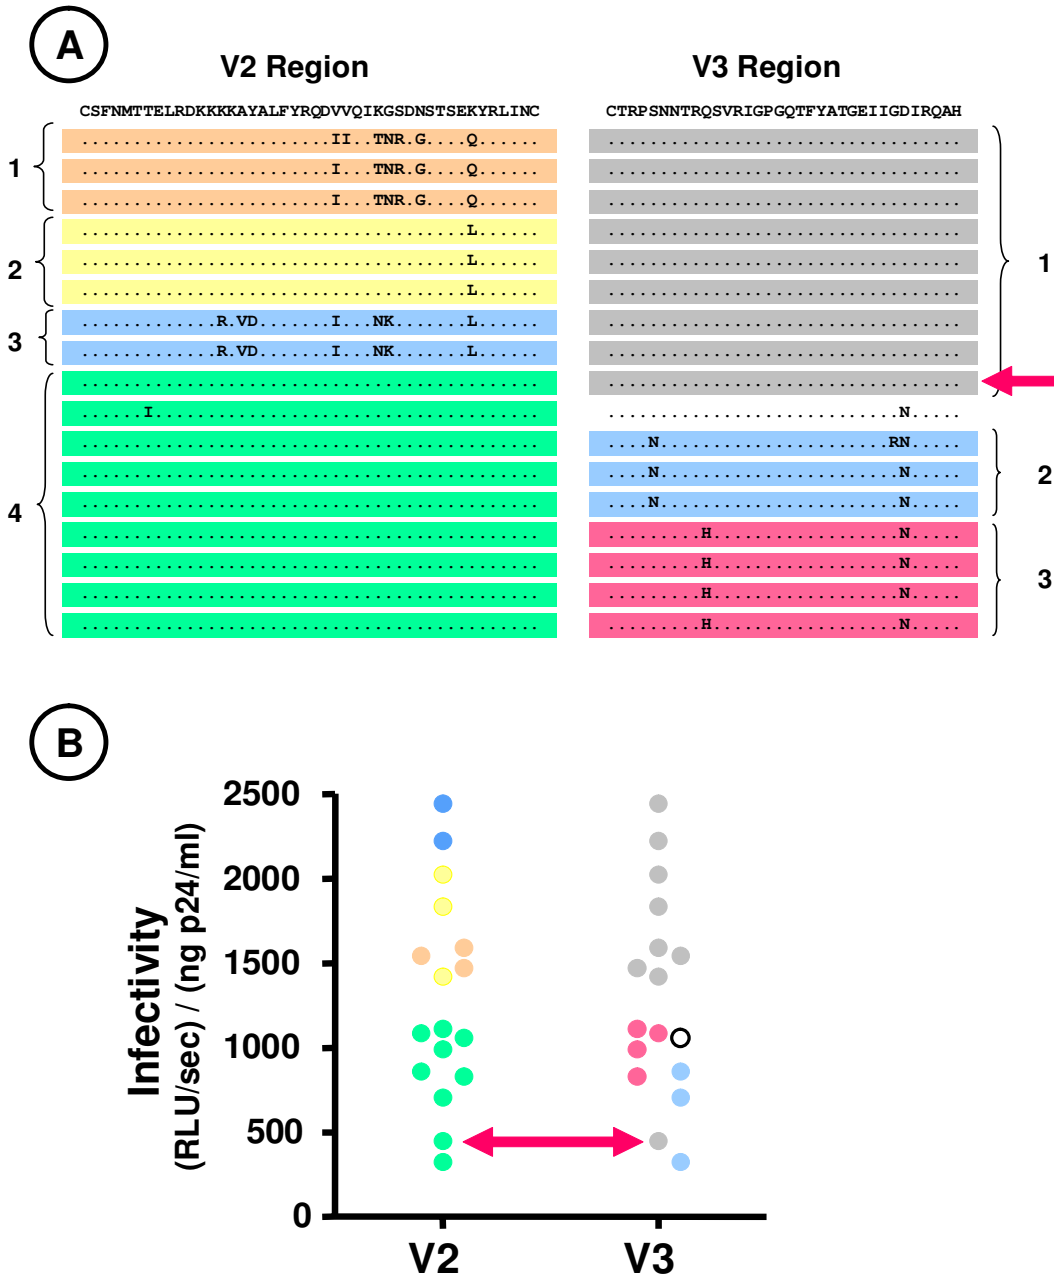 A
V2 Region
V3 Region
CSFNMTTELRDKKKKAYALFYRQDVVQIKGSDNSTSEKYRLINC
........................II..TNR.G....Q......
........................I...TNR.G....Q......
........................I...TNR.G....Q......
.....................................L......
.....................................L......
.....................................L......
.............R.VD.......I...NK.......L......
.............R.VD.......I...NK.......L......
............................................
......I.....................................
............................................
............................................
............................................
............................................
............................................
............................................
............................................
1
2
3
4
CTRPSNNTRQSVRIGPGQTFYATGEIIGDIRQAH
..................................
..................................
..................................
..................................
..................................
..................................
..................................
..................................
..................................
............................N.....
....N......................RN.....
....N.......................N.....
....N.......................N.....
.........H..................N.....
.........H..................N.....
.........H..................N.....
.........H..................N.....
1
2
3
B
Infectivity
(RLU/sec) / (ng p24/ml)
2500
2000
1500
1000
500
0
V2
V3